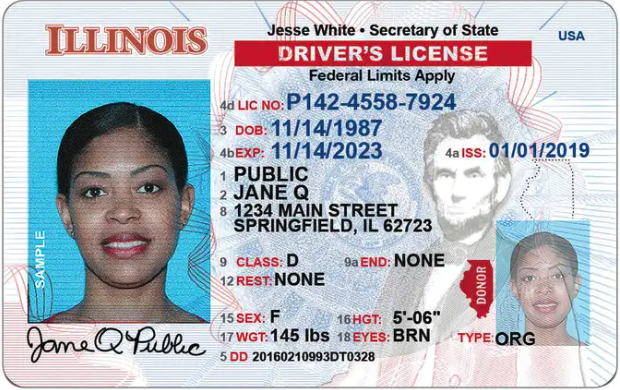 ILLINOIS
Jesse White • Secretary of State
USA
DRIVER'S LICENSE
Federal Limits Apply
4d LIC NO: P142-4558-7924
3 DOB: 11/14/1987
4b EXP: 11/14/2023 4a ISS: 01/01/2019
1 PUBLIC
2 JANE Q
8 1234 MAIN STREET
SPRINGFIELD, IL 62723
9 CLASS: D 9a END: NONE
12 REST: NONE
15 SEX: F 16 HGT: 5'-06"
17 WGT: 145 lbs 18 EYES: BRN TYPE: ORG
5 DD 20160210993DT0328
SAMPLE
Jane Q Public
DONOR